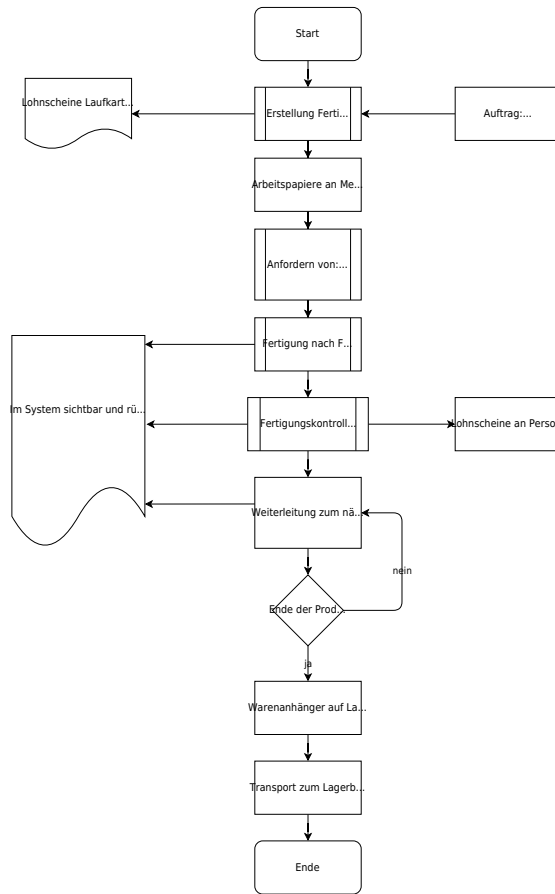 Start
Lohnscheine Laufkart...
Erstellung Ferti...
Auftrag:...
Arbeitspapiere an Me...
Anfordern von:...
Fertigung nach F...
Im System sichtbar und rü...
Fertigungskontroll...
Lohnscheine an Perso
Weiterleitung zum nä...
nein
Ende der Prod...
ja
Warenanhänger auf La...
Transport zum Lagerb...
Ende